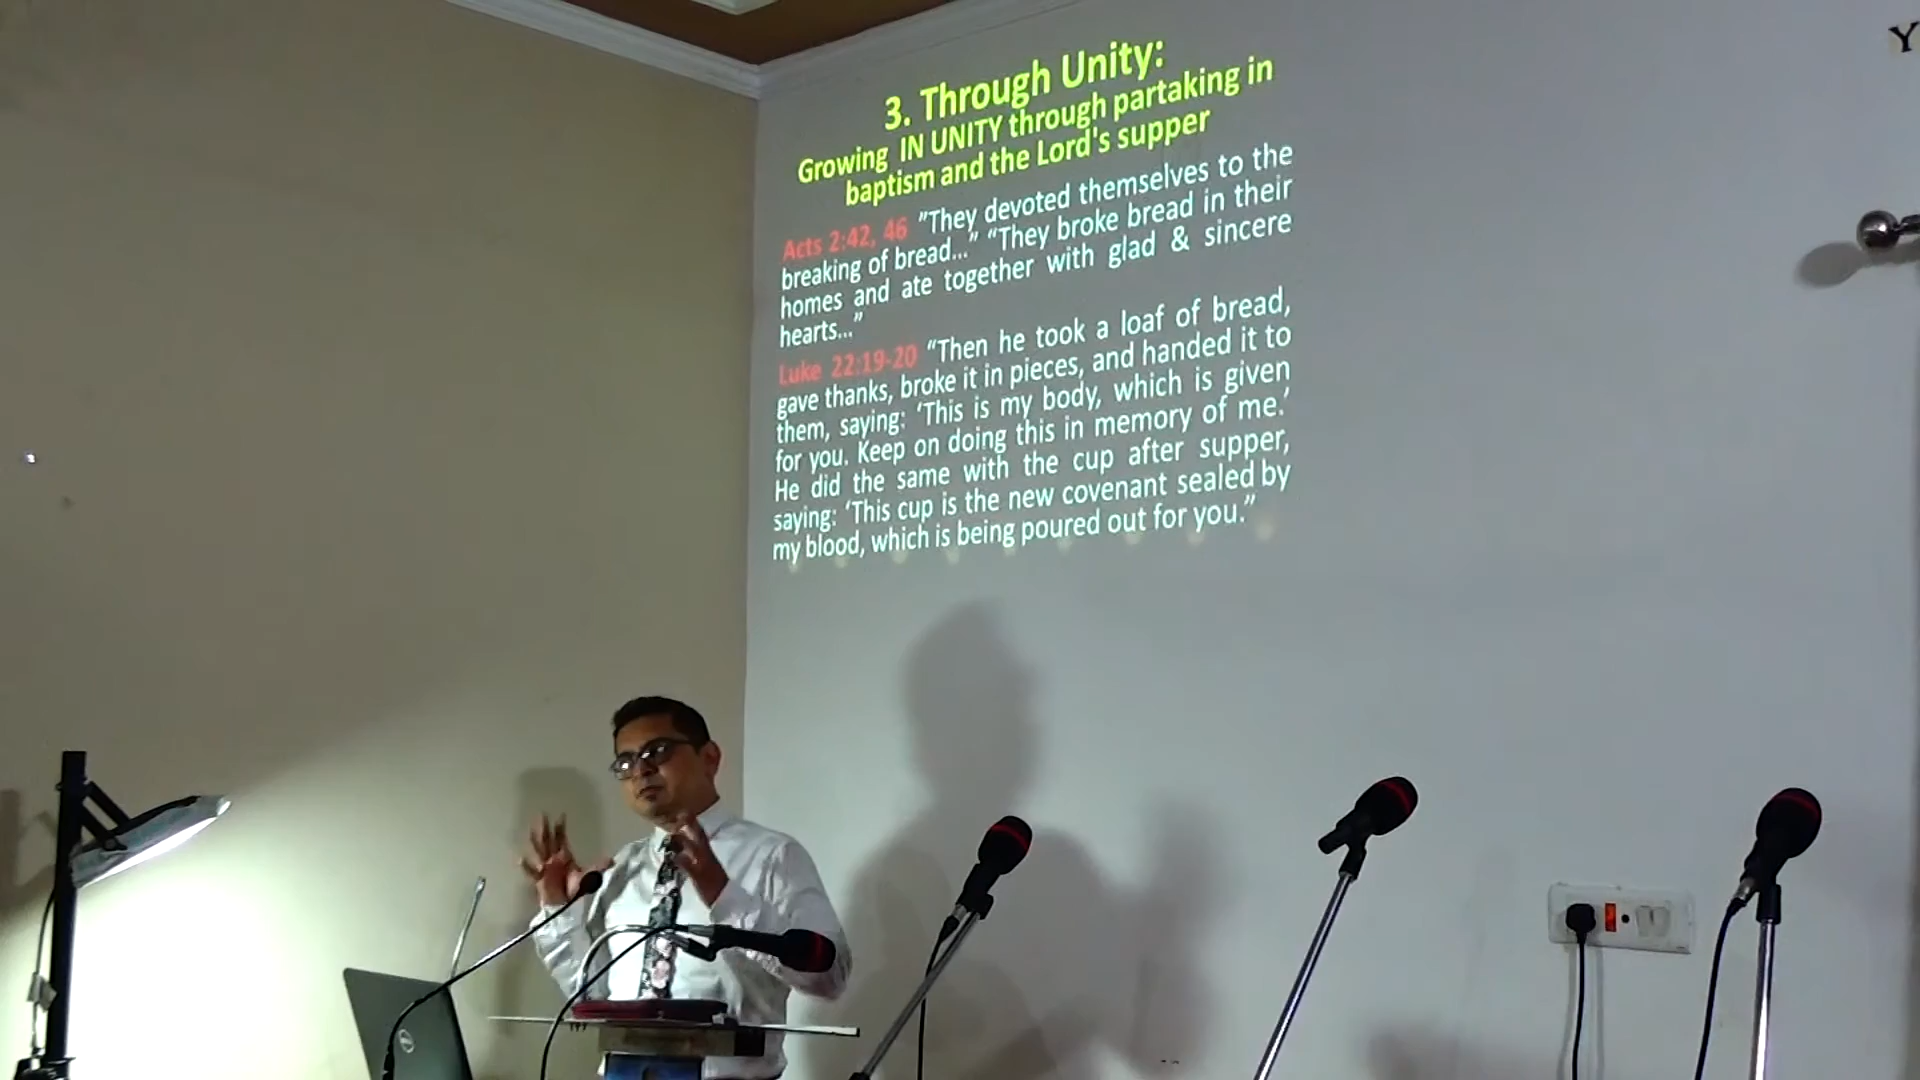 3. Through Unity:
Growing IN UNITY through partaking in
baptism and the Lord's supper
Acts 2:42, 46 "They devoted themselves to the
breaking of bread..." "They broke bread in their
homes and ate together with glad & sincere
hearts..."
Luke 22:19-20 "Then he took a loaf of bread,
gave thanks, broke it in pieces, and handed it to
them, saying: 'This is my body, which is given
for you. Keep on doing this in memory of me.'
He did the same with the cup after supper,
saying: 'This cup is the new covenant sealed by
my blood, which is being poured out for you."
Y
DELL